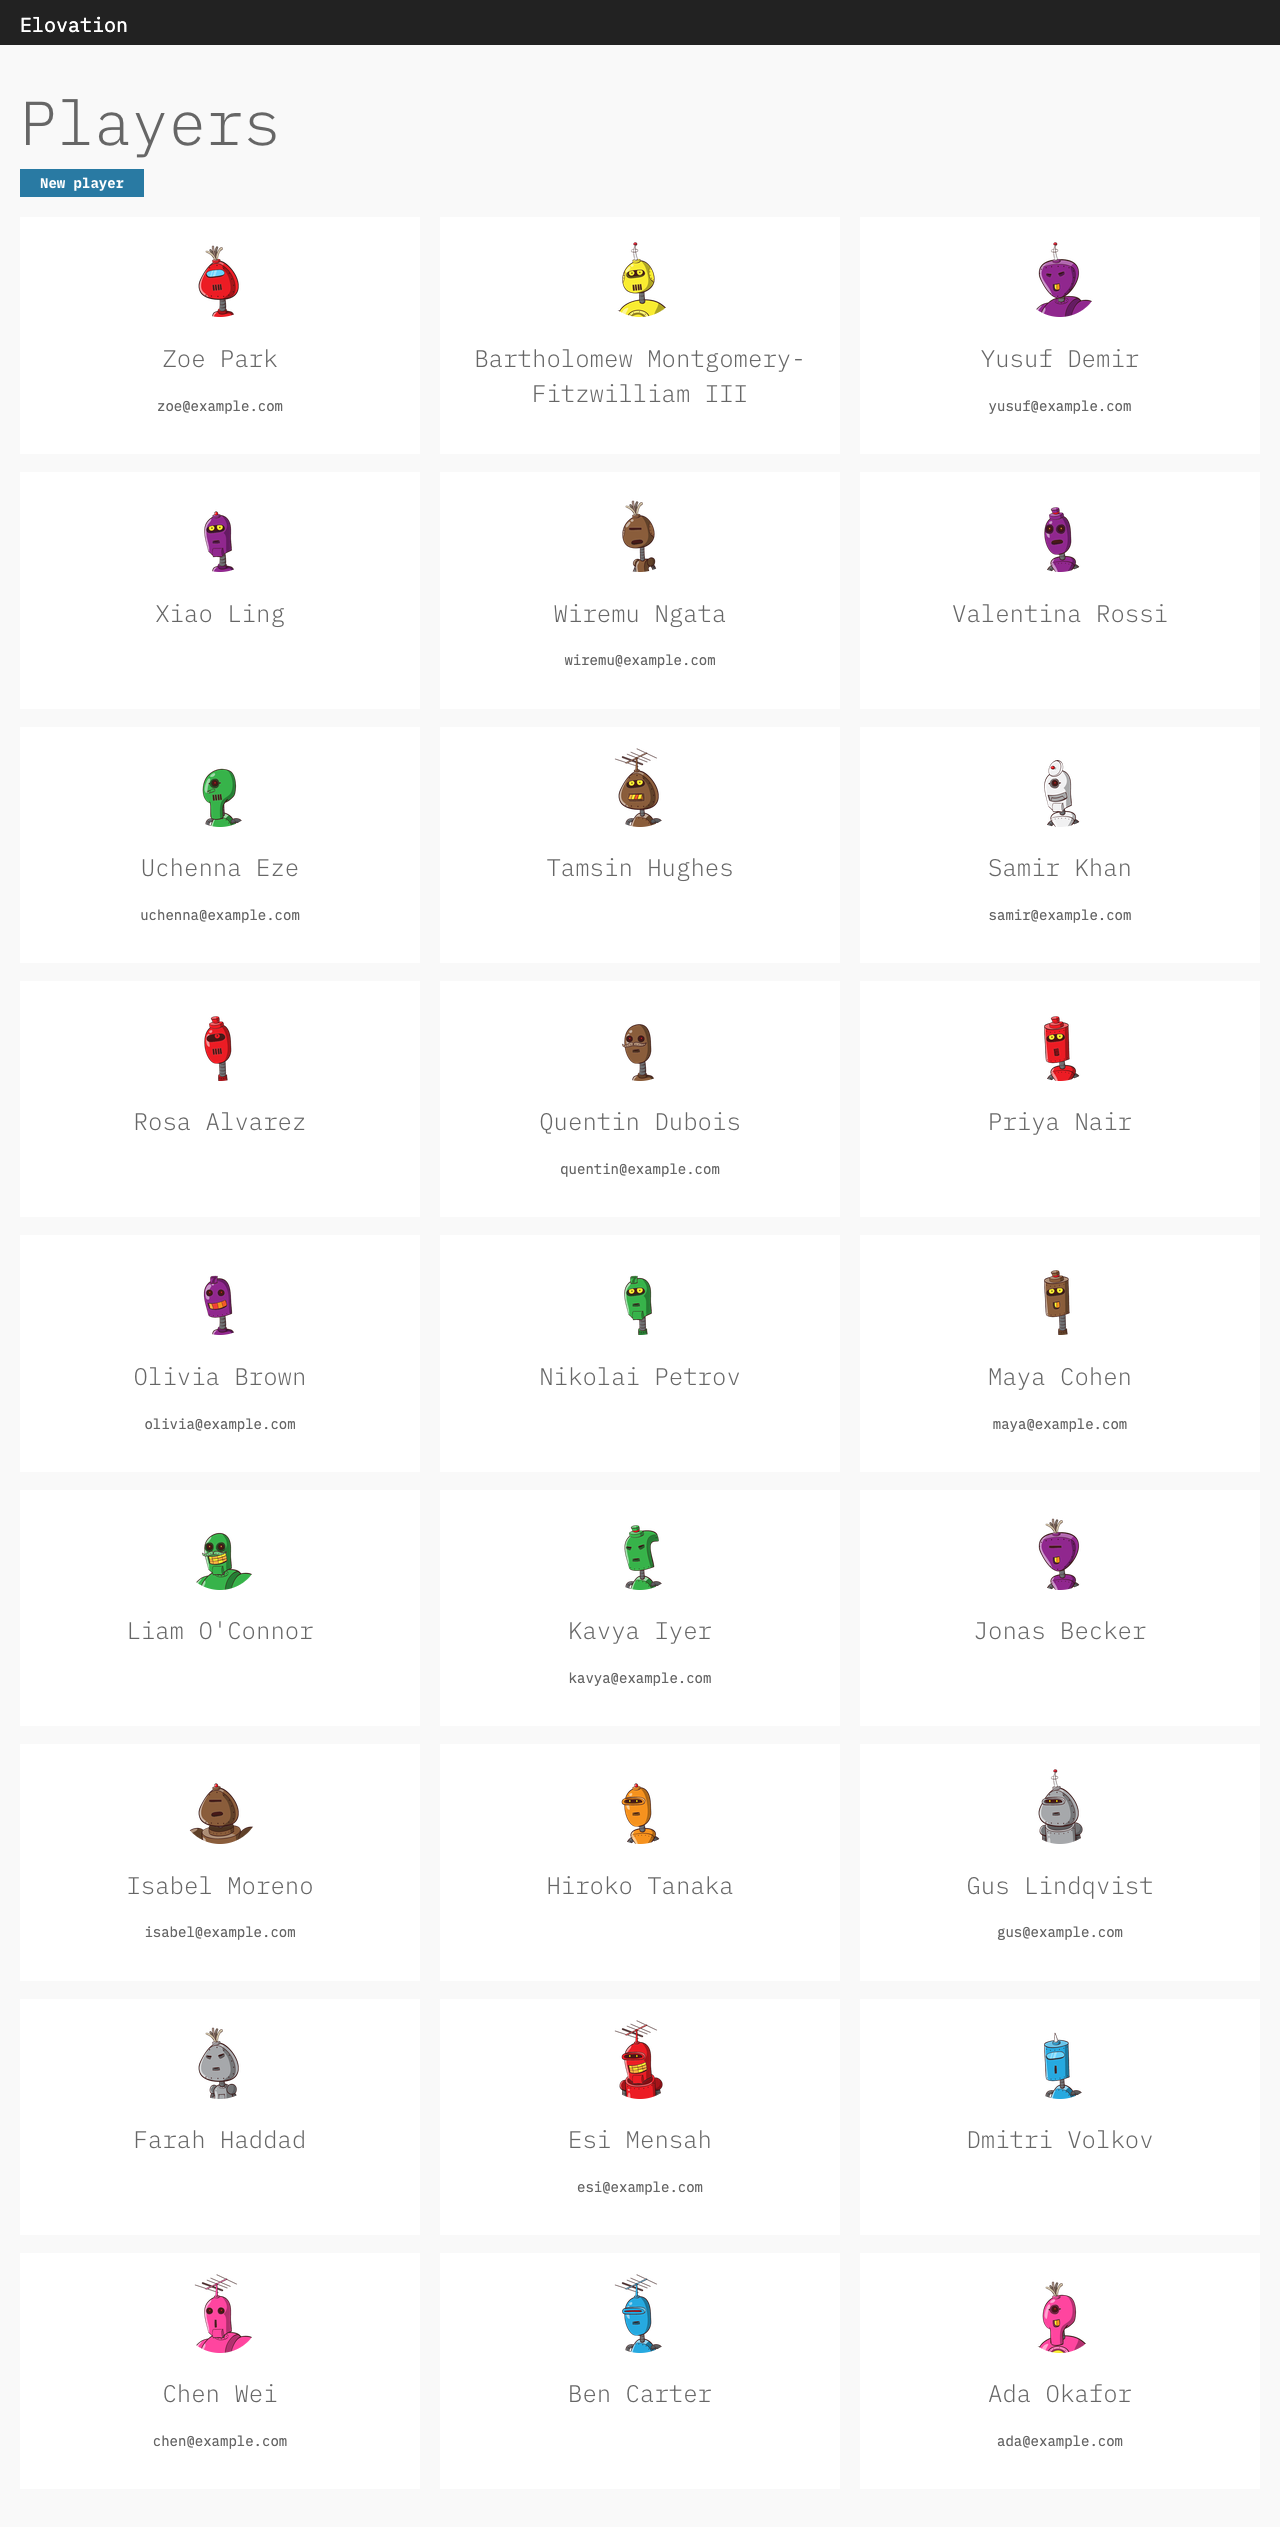 Elovation
Players
New player
Zoe Park
zoe@example.com
Bartholomew Montgomery-
Fitzwilliam III
Yusuf Demir
yusuf@example.com
Xiao Ling
Wiremu Ngata
wiremu@example.com
Valentina Rossi
Uchenna Eze
uchenna@example.com
Tamsin Hughes
Samir Khan
samir@example.com
Rosa Alvarez
Quentin Dubois
quentin@example.com
Priya Nair
Olivia Brown
olivia@example.com
Nikolai Petrov
Maya Cohen
maya@example.com
Liam O'Connor
Kavya Iyer
kavya@example.com
Jonas Becker
Isabel Moreno
isabel@example.com
Hiroko Tanaka
Gus Lindqvist
gus@example.com
Farah Haddad
Esi Mensah
esi@example.com
Dmitri Volkov
Chen Wei
chen@example.com
Ben Carter
Ada Okafor
ada@example.com